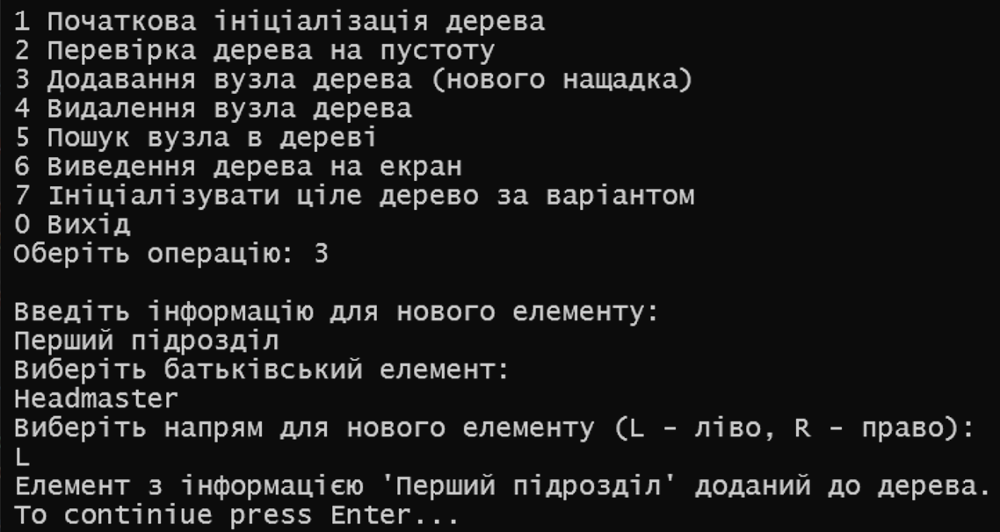 1 Початкова ініціалізація дерева
2 Перевірка дерева на пустоту
3 Додавання вузла дерева (нового нащадка)
4 Видалення вузла дерева
5 Пошук вузла в дереві
6 Виведення дерева на екран
7 Ініціалізувати ціле дерево за варіантом
0 Вихід
Оберіть операцію: 3
Введіть інформацію для нового елементу:
Перший підрозділ
Виберіть батьківський елемент:
Headmaster
Виберіть напрям для нового елементу (L - ліво, R - право):
L
Елемент з інформацією 'Перший підрозділ' доданий до дерева.
To continiue press Enter...